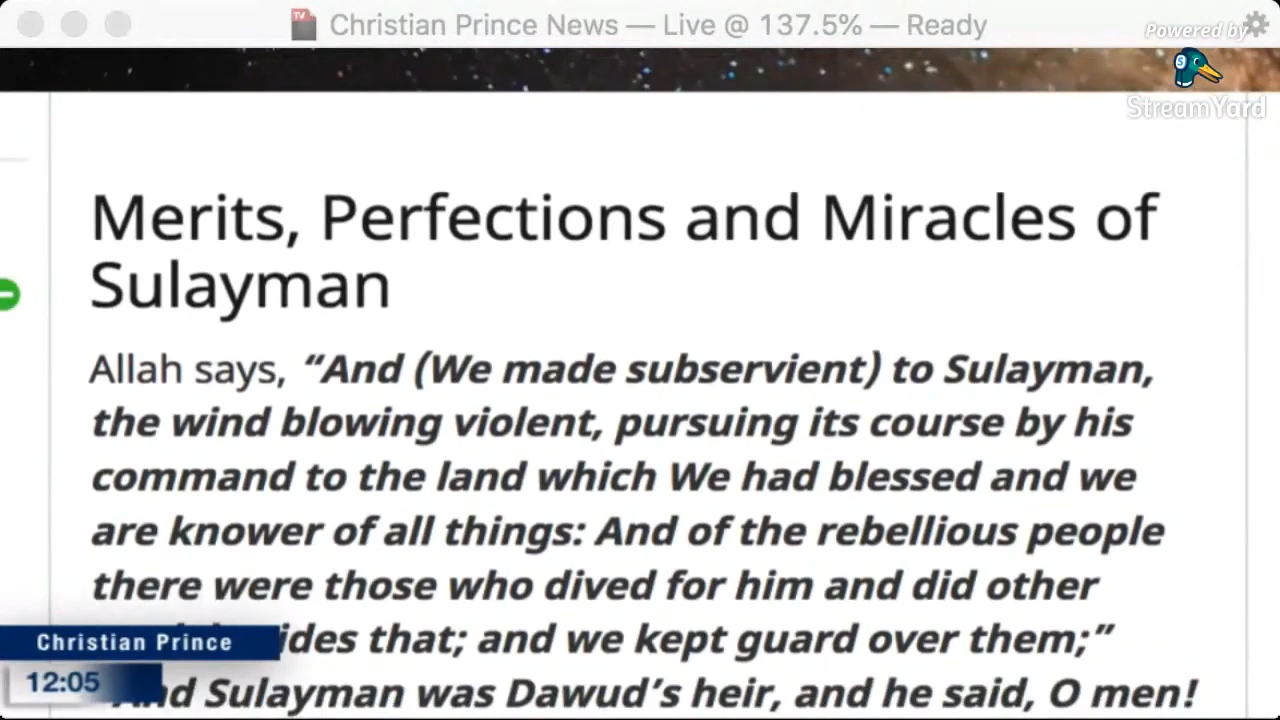 Christian Prince News — Live @ 137.5% — Ready
Powered by
StreamYard
Merits, Perfections and Miracles of
Sulayman
Allah says, “And (We made subservient) to Sulayman,
the wind blowing violent, pursuing its course by his
command to the land which We had blessed and we
are knower of all things: And of the rebellious people
there were those who dived for him and did other
that; and we kept guard over them;”
Sulayman was Dawud’s heir, and he said, O men!
Christian Prince
12:05